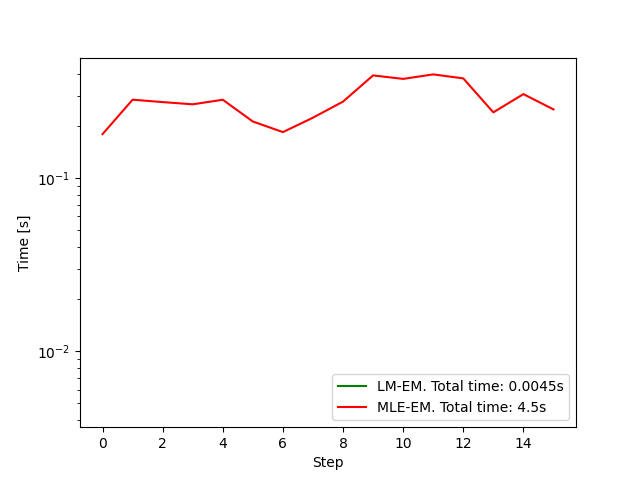 10⁻¹
10⁻²
Time [s]
0 2 4 6 8 10 12 14
Step
LM-EM. Total time: 0.0045s
MLE-EM. Total time: 4.5s